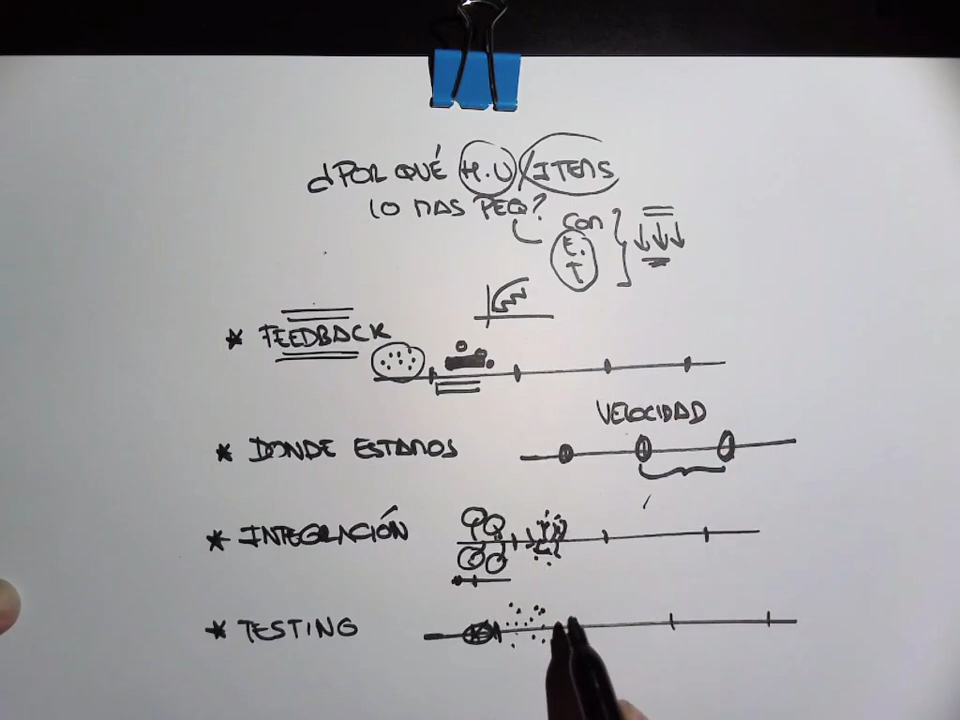 ¿POR QUÉ H.U/ITEMS
LO MAS PEQ?
CON
E.
T
* FEEDBACK
VELOCIDAD
* DONDE ESTAMOS
* INTEGRACIÓN
* TESTING